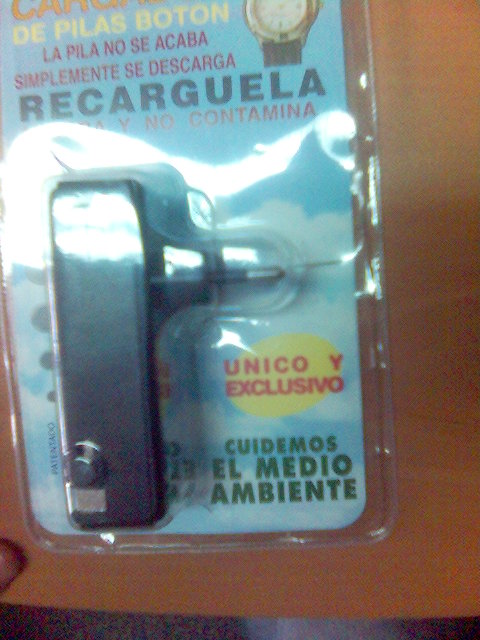 DE PILAS BOTON
LA PILA NO SE ACABA
SIMPLEMENTE SE DESCARGA
RECARGUELA
Y NO CONTAMINA
UNICO Y
EXCLUSIVO
PATENTADO
CUIDEMOS
EL MEDIO
AMBIENTE